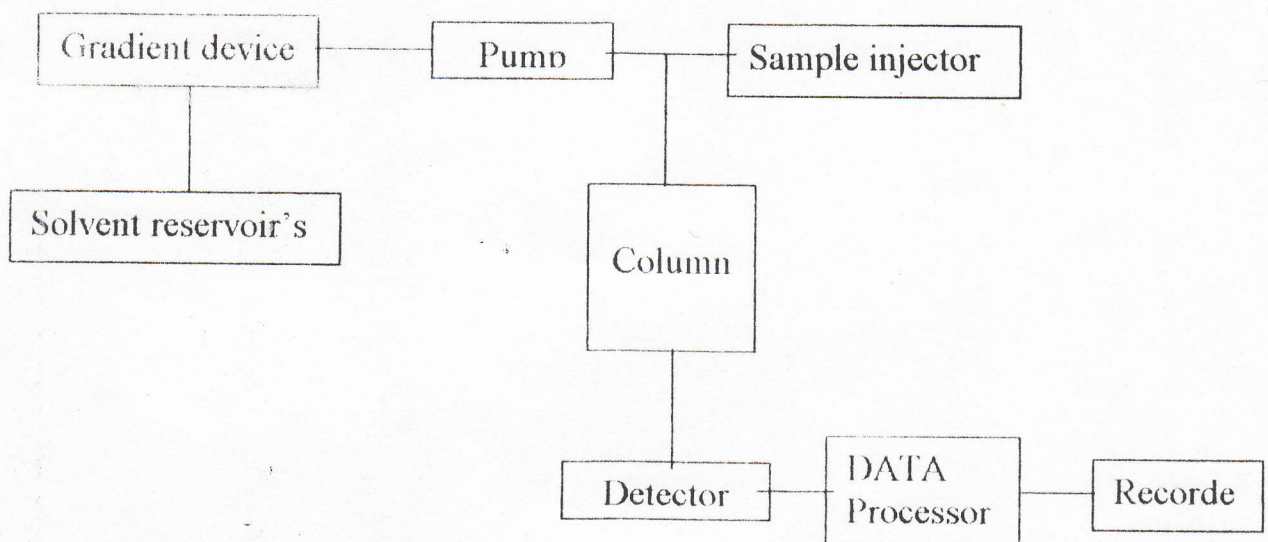 Gradient device
Pump
Sample injector
Solvent reservoir's
Column
Detector
DATA
Processor
Recorde